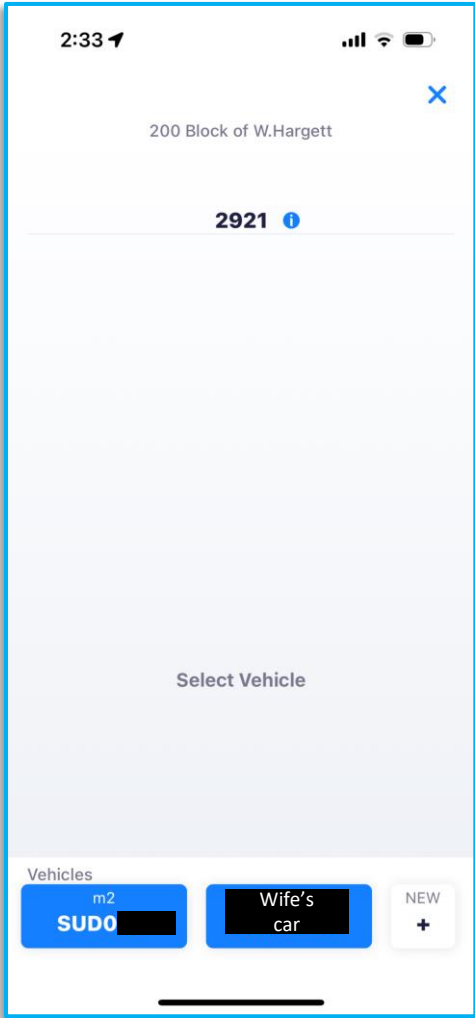 2:33
200 Block of W.Hargett
2921
Select Vehicle
Vehicles
m2
SUD0
Wife's
car
NEW
+